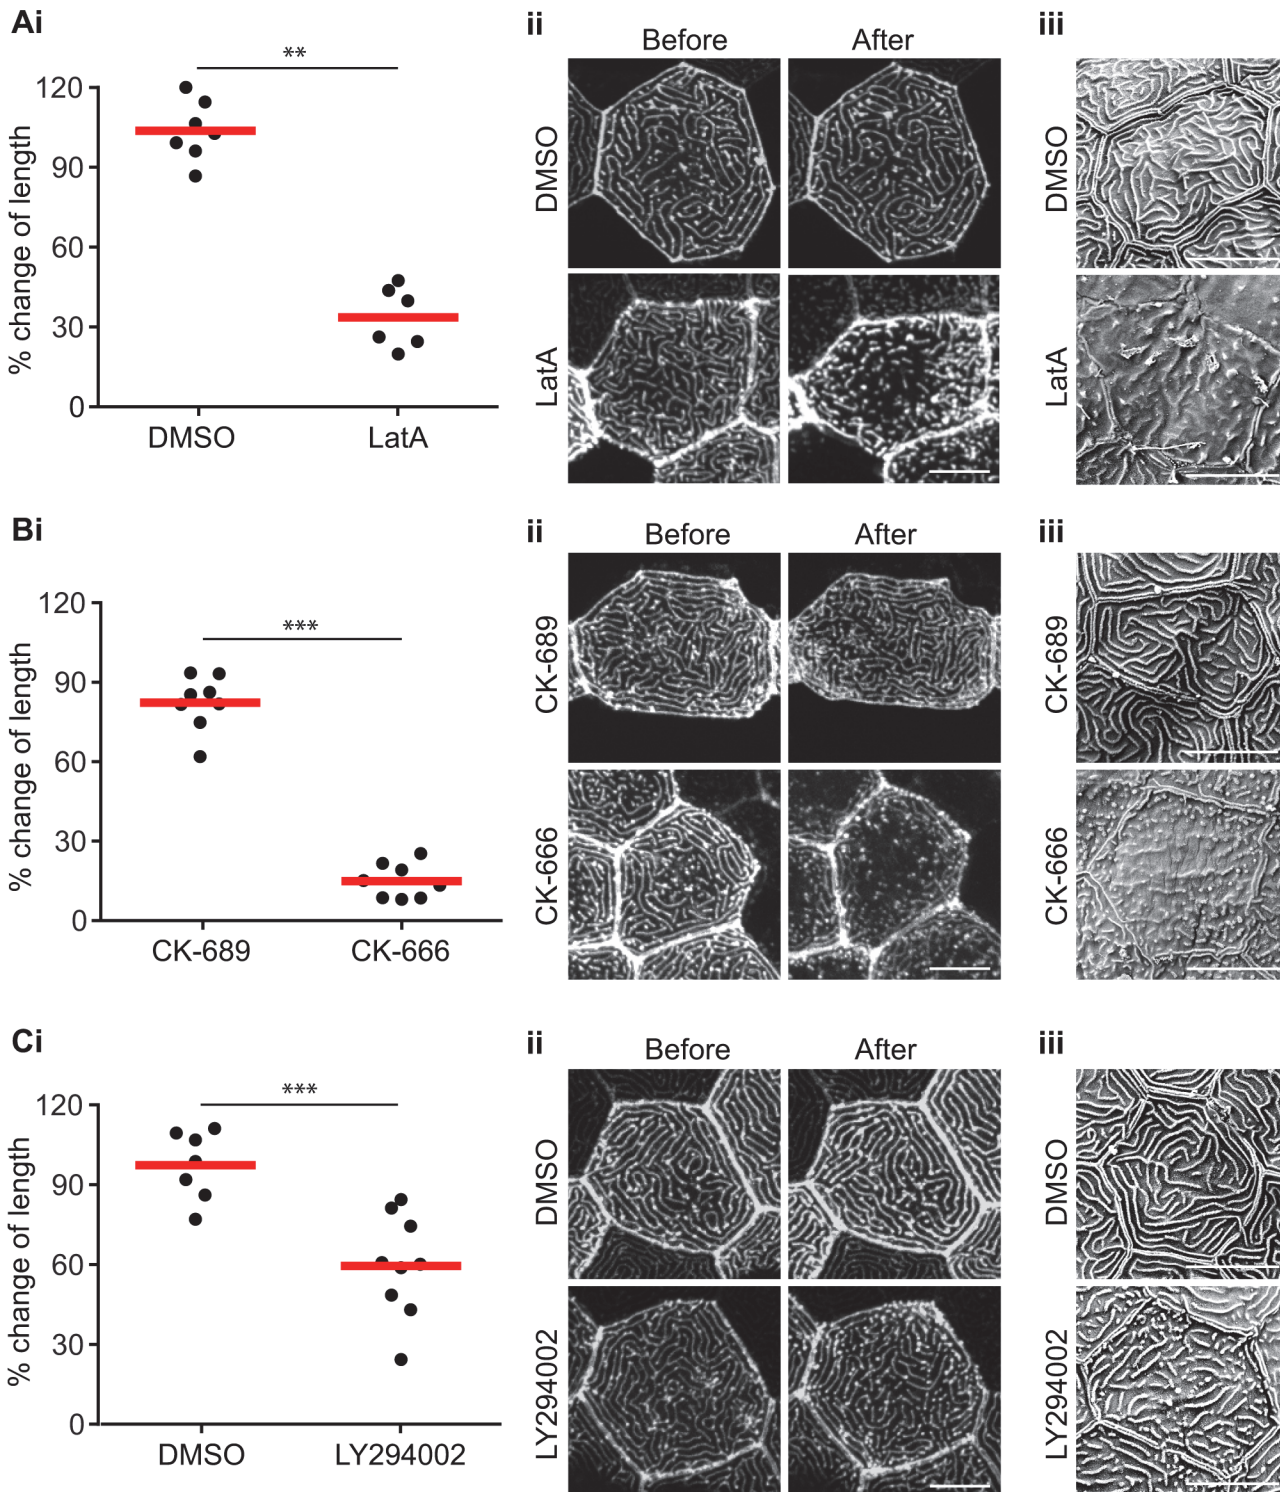 Ai
ii
iii
Before
After
**
% change of length
120
90
60
30
0
DMSO
LatA
DMSO
LatA
DMSO
LatA
Bi
ii
iii
Before
After
***
% change of length
120
90
60
30
0
CK-689
CK-666
CK-689
CK-666
CK-689
CK-666
Ci
ii
iii
Before
After
***
% change of length
120
90
60
30
0
DMSO
LY294002
DMSO
LY294002
DMSO
LY294002